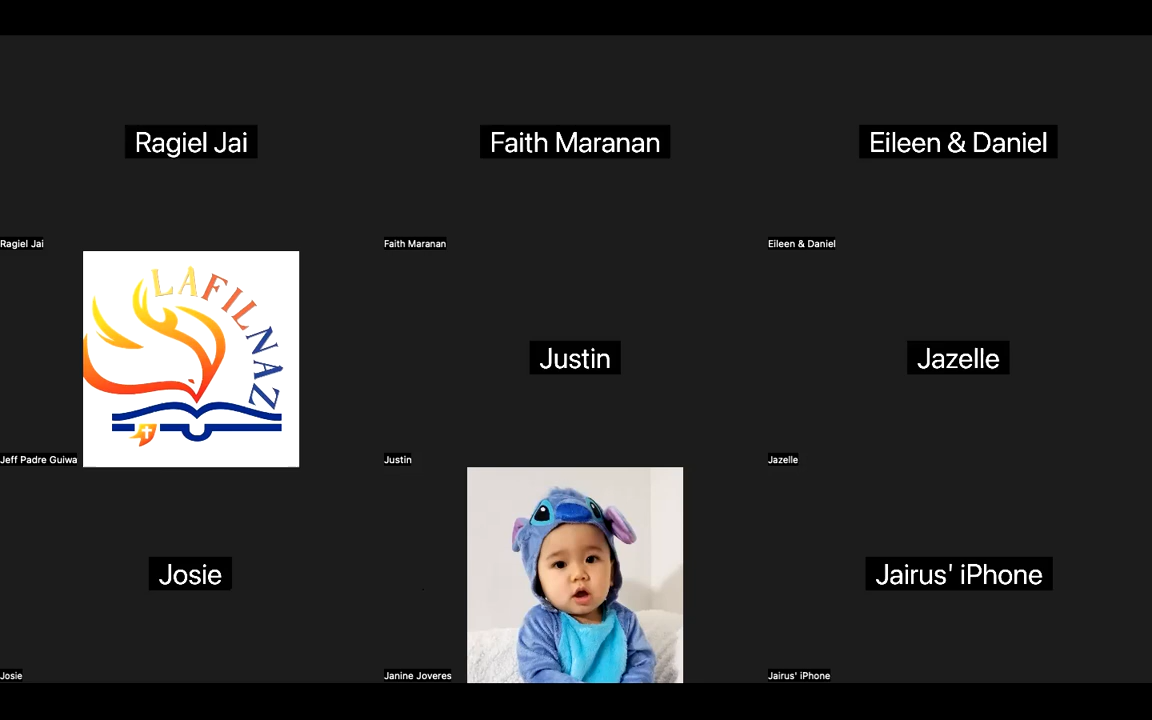 Ragiel Jai
Faith Maranan
Eileen & Daniel
Ragiel Jai
Faith Maranan
Eileen & Daniel
LAFILNAZ
Justin
Jazelle
Jeff Padre Guiwa
Justin
Jazelle
Josie
Jairus' iPhone
Josie
Janine Joveres
Jairus' iPhone